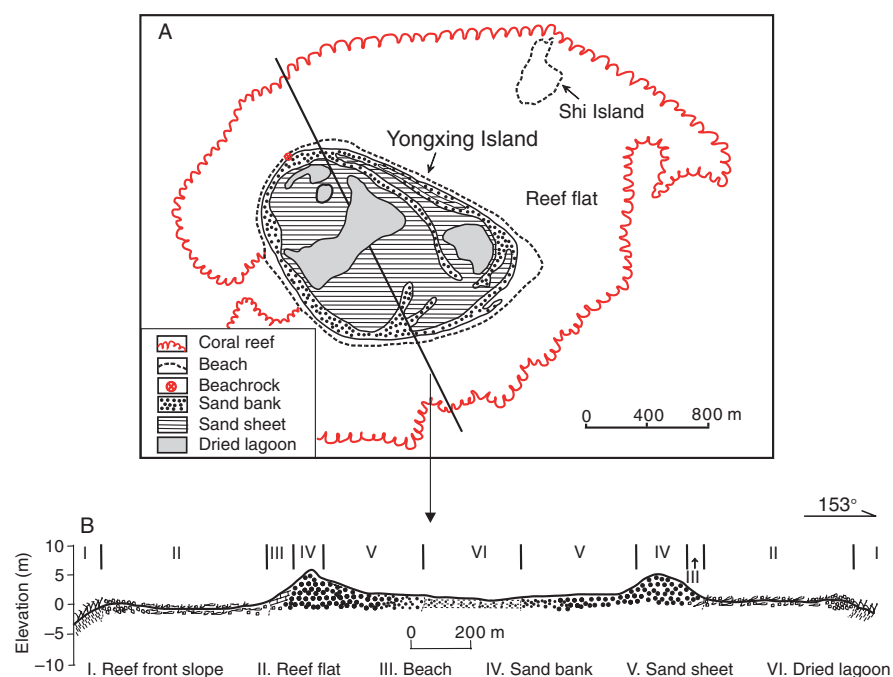 A
Shi Island
Yongxing Island
Reef flat
Coral reef
Beach
Beachrock
Sand bank
Sand sheet
Dried lagoon
0 400 800 m
B
153°
I II III IV V VI V IV III II I
Elevation (m)
10
5
0
−5
−10
0 200 m
I. Reef front slope II. Reef flat III. Beach IV. Sand bank V. Sand sheet VI. Dried lagoon